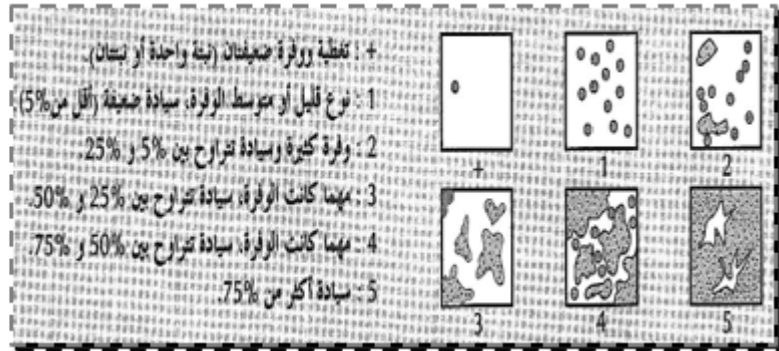 + : تغطية ووفرة ضعيفتان (نبتة واحدة أو نبتتان).
1 : نوع قليل أو متوسط الوفرة، سيادة ضعيفة (أقل من 5%)
2 : وفرة كثيرة وسيادة تتراوح بين 5% و 25%.
3 : مهما كانت الوفرة، سيادة تتراوح بين 25% و 50%.
4 : مهما كانت الوفرة، سيادة تتراوح بين 50% و 75%.
5 : سيادة أكثر من 75%.
+ 1 2
3 4 5